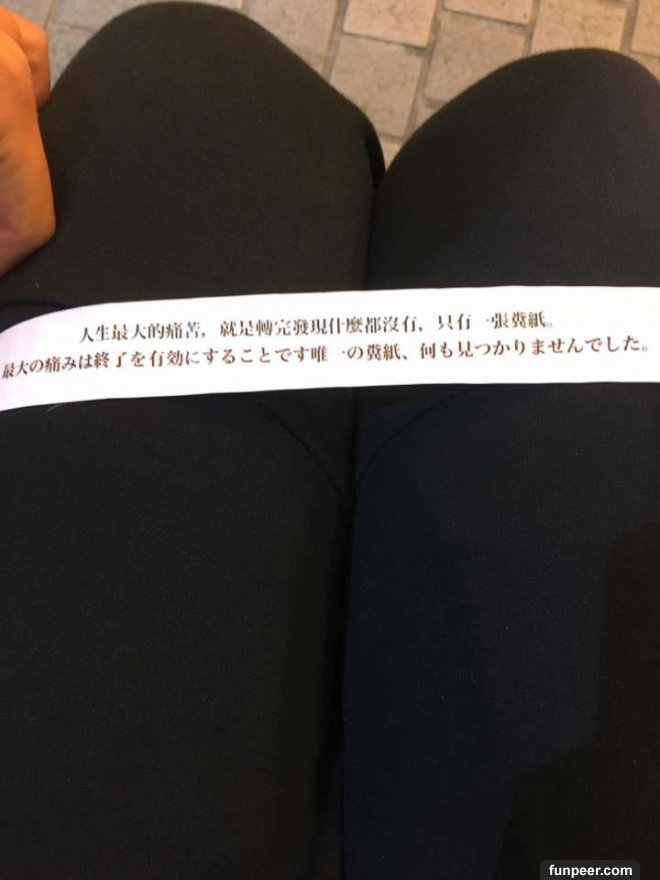 人生最大的痛苦，就是轉完發現什麼都沒有，只有一張糞紙。
最大の痛みは終了を有効にすることです唯一の糞紙、何も見つかりませんでした。
funpeer.com